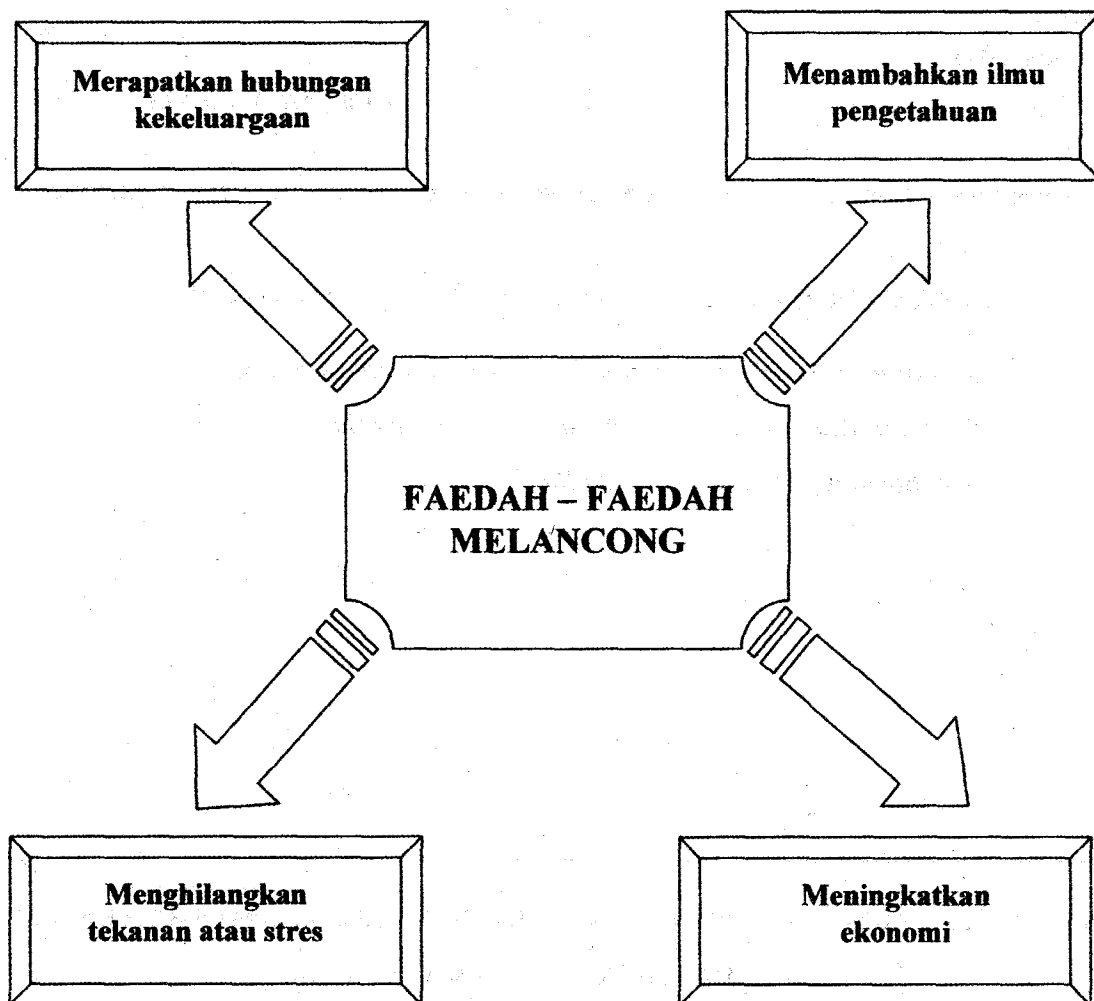 Merapatkan hubungan
kekeluargaan
Menambahkan ilmu
pengetahuan
FAEDAH – FAEDAH
MELANCONG
Menghilangkan
tekanan atau stres
Meningkatkan
ekonomi